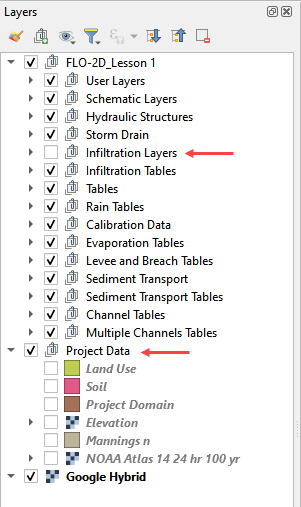 Layers
FLO-2D_Lesson 1
User Layers
Schematic Layers
Hydraulic Structures
Storm Drain
Infiltration Layers
Infiltration Tables
Tables
Rain Tables
Calibration Data
Evaporation Tables
Levee and Breach Tables
Sediment Transport
Sediment Transport Tables
Channel Tables
Multiple Channels Tables
Project Data
Land Use
Soil
Project Domain
Elevation
Mannings n
NOAA Atlas 14 24 hr 100 yr
Google Hybrid